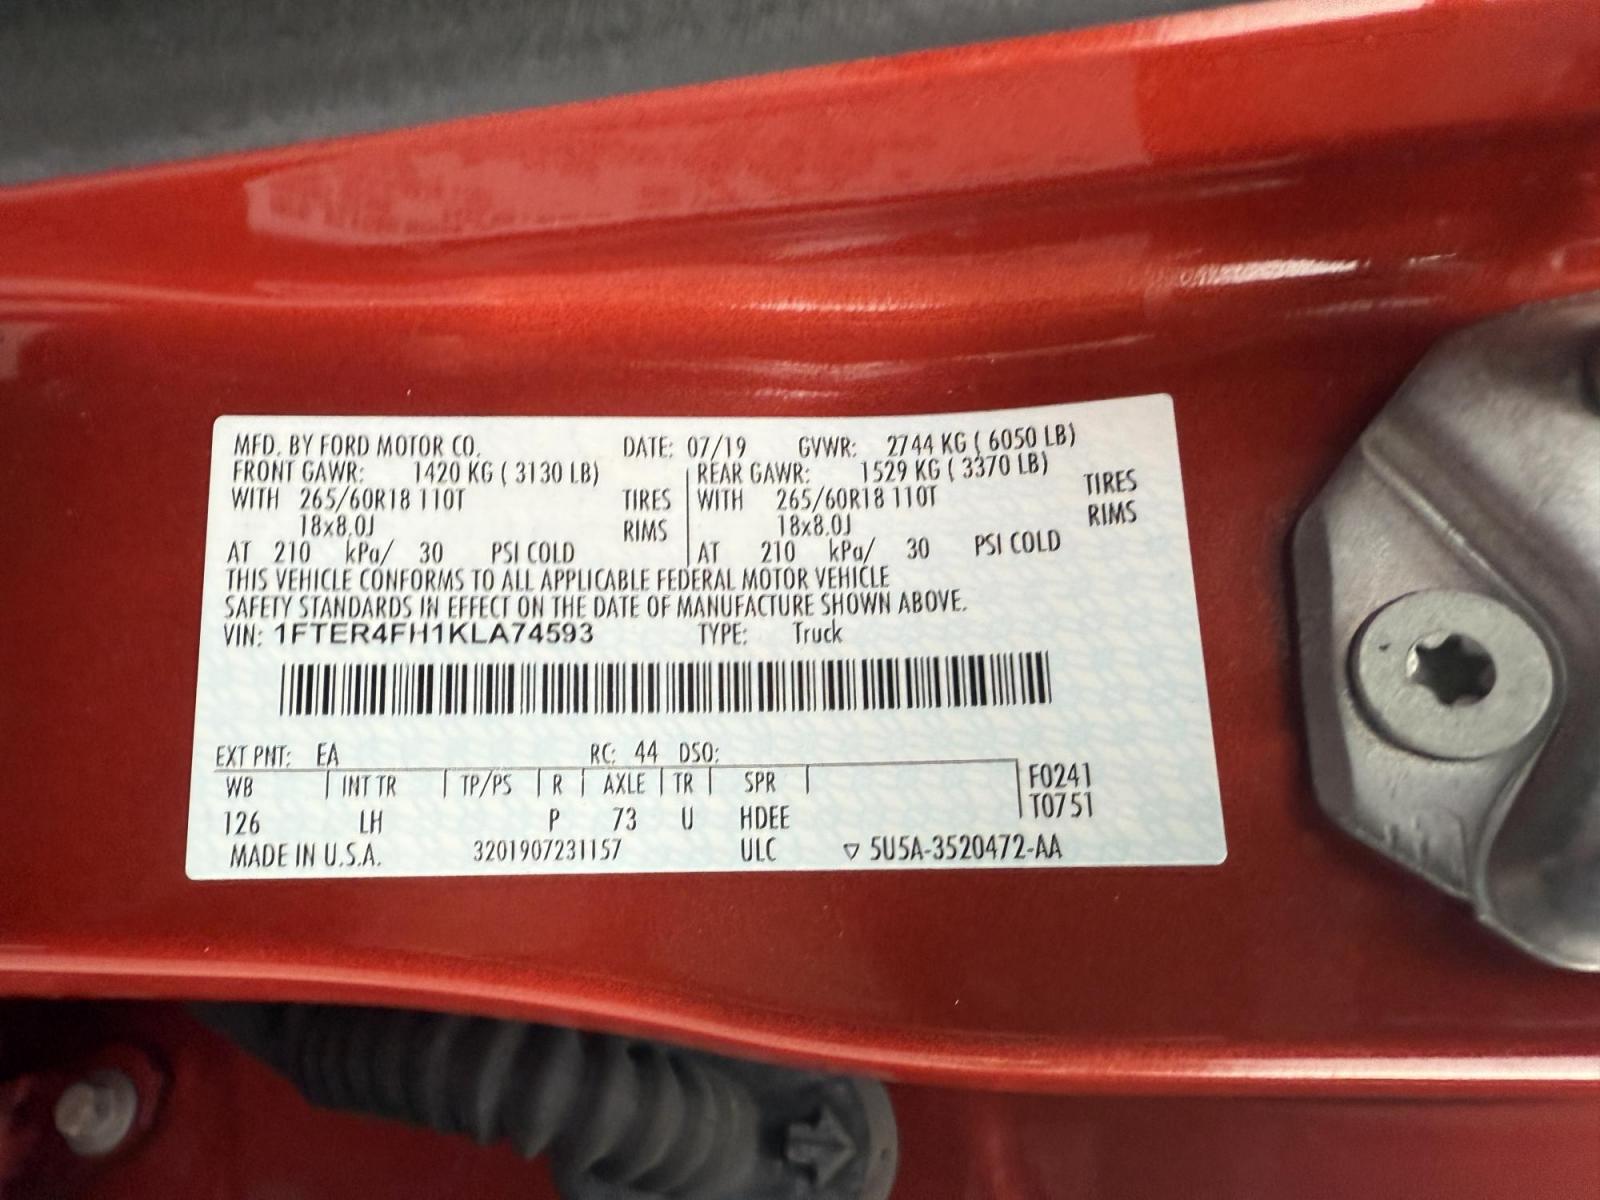 MFD. BY FORD MOTOR CO. DATE: 07/19 GVWR: 2744 KG ( 6050 LB)
FRONT GAWR: 1420 KG ( 3130 LB) REAR GAWR: 1529 KG ( 3370 LB)
WITH 265/60R18 110T TIRES WITH 265/60R18 110T TIRES
18x8.0J RIMS 18x8.0J RIMS
AT 210 kPa/ 30 PSI COLD AT 210 kPa/ 30 PSI COLD
THIS VEHICLE CONFORMS TO ALL APPLICABLE FEDERAL MOTOR VEHICLE
SAFETY STANDARDS IN EFFECT ON THE DATE OF MANUFACTURE SHOWN ABOVE.
VIN: 1FTER4FH1KLA74593 TYPE: Truck
EXT PNT: EA RC: 44 DSO:
WB INT TR TP/PS R AXLE TR SPR F0241
126 LH P 73 U HDEE T0751
MADE IN U.S.A. 3201907231157 ULC ▽ 5U5A-3520472-AA